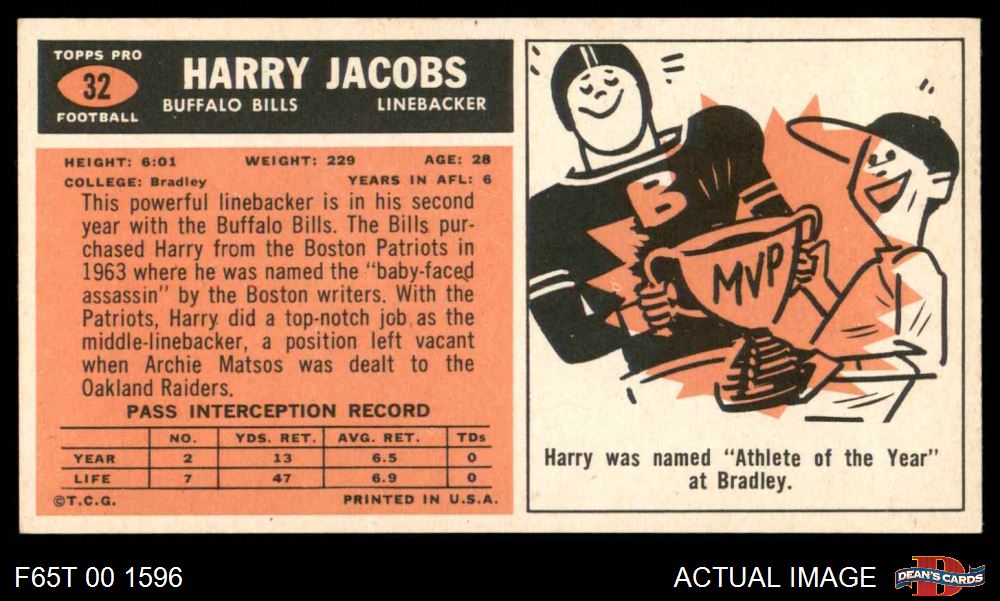 TOPPS PRO
32
FOOTBALL
HARRY JACOBS
BUFFALO BILLS LINEBACKER
HEIGHT: 6:01 WEIGHT: 229 AGE: 28
COLLEGE: Bradley YEARS IN AFL: 6
This powerful linebacker is in his second
year with the Buffalo Bills. The Bills pur-
chased Harry from the Boston Patriots in
1963 where he was named the "baby-faced
assassin" by the Boston writers. With the
Patriots, Harry did a top-notch job as the
middle-linebacker, a position left vacant
when Archie Matsos was dealt to the
Oakland Raiders.
PASS INTERCEPTION RECORD
NO. YDS. RET. AVG. RET. TDs
YEAR 2 13 6.5 0
LIFE 7 47 6.9 0
©T.C.G. PRINTED IN U.S.A.
B
MVP
Harry was named "Athlete of the Year"
at Bradley.
F65T 00 1596
ACTUAL IMAGE
D
DEAN'S CARDS